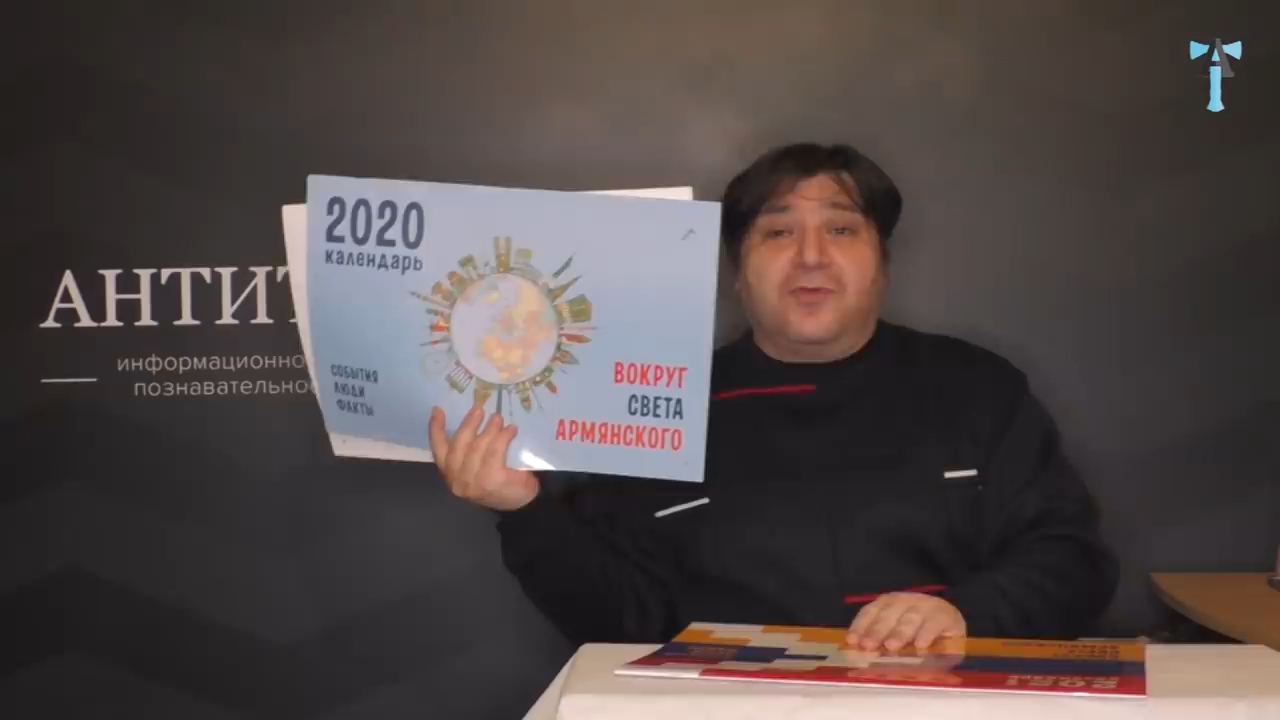 2020
календарь
СОБЫТИЯ
ЛЮДИ
ФАКТЫ
ВОКРУГ
СВЕТА
АРМЯНСКОГО
АНТИТ
информационно
познавательно